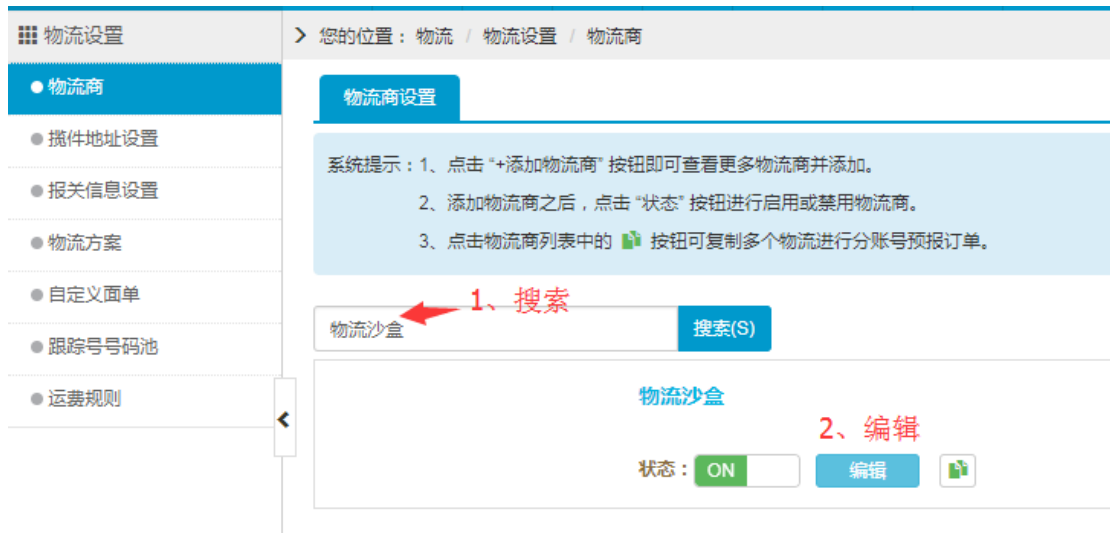 物流设置
物流商
揽件地址设置
报关信息设置
物流方案
自定义面单
跟踪号号码池
运费规则
您的位置： 物流 / 物流设置 / 物流商
物流商设置
系统提示：1、点击 “+添加物流商” 按钮即可查看更多物流商并添加。
2、添加物流商之后，点击 “状态” 按钮进行启用或禁用物流商。
3、点击物流商列表中的 按钮可复制多个物流进行分账号预报订单。
1、搜索
物流沙盒 搜索(S)
物流沙盒
2、编辑
状态： ON 编辑